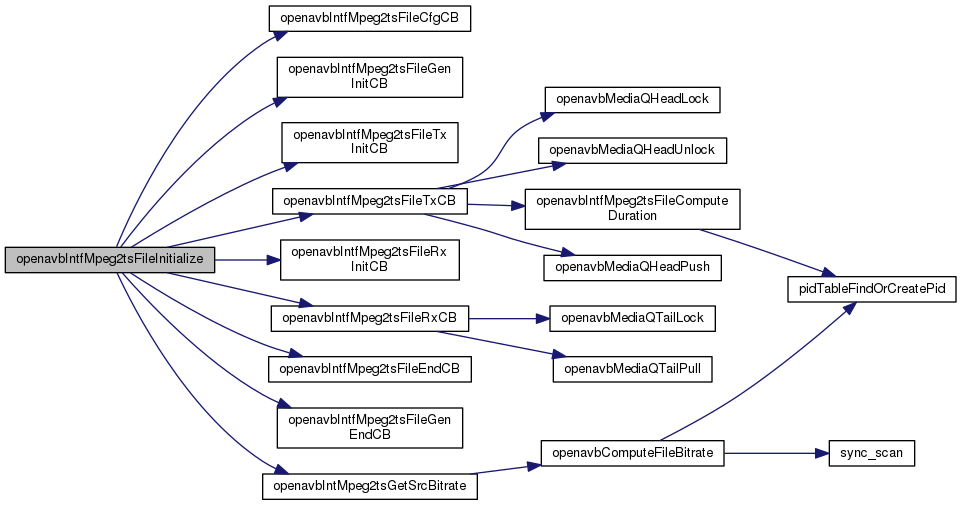 openavbIntfMpeg2tsFileInitialize
openavbIntfMpeg2tsFileCfgCB
openavbIntfMpeg2tsFileGen
InitCB
openavbIntfMpeg2tsFileTx
InitCB
openavbIntfMpeg2tsFileTxCB
openavbIntfMpeg2tsFileRx
InitCB
openavbIntfMpeg2tsFileRxCB
openavbIntfMpeg2tsFileEndCB
openavbIntfMpeg2tsFileGen
EndCB
openavbIntMpeg2tsGetSrcBitrate
openavbMediaQHeadLock
openavbMediaQHeadUnlock
openavbIntfMpeg2tsFileCompute
Duration
openavbMediaQHeadPush
openavbMediaQTailLock
openavbMediaQTailPull
openavbComputeFileBitrate
pidTableFindOrCreatePid
sync_scan